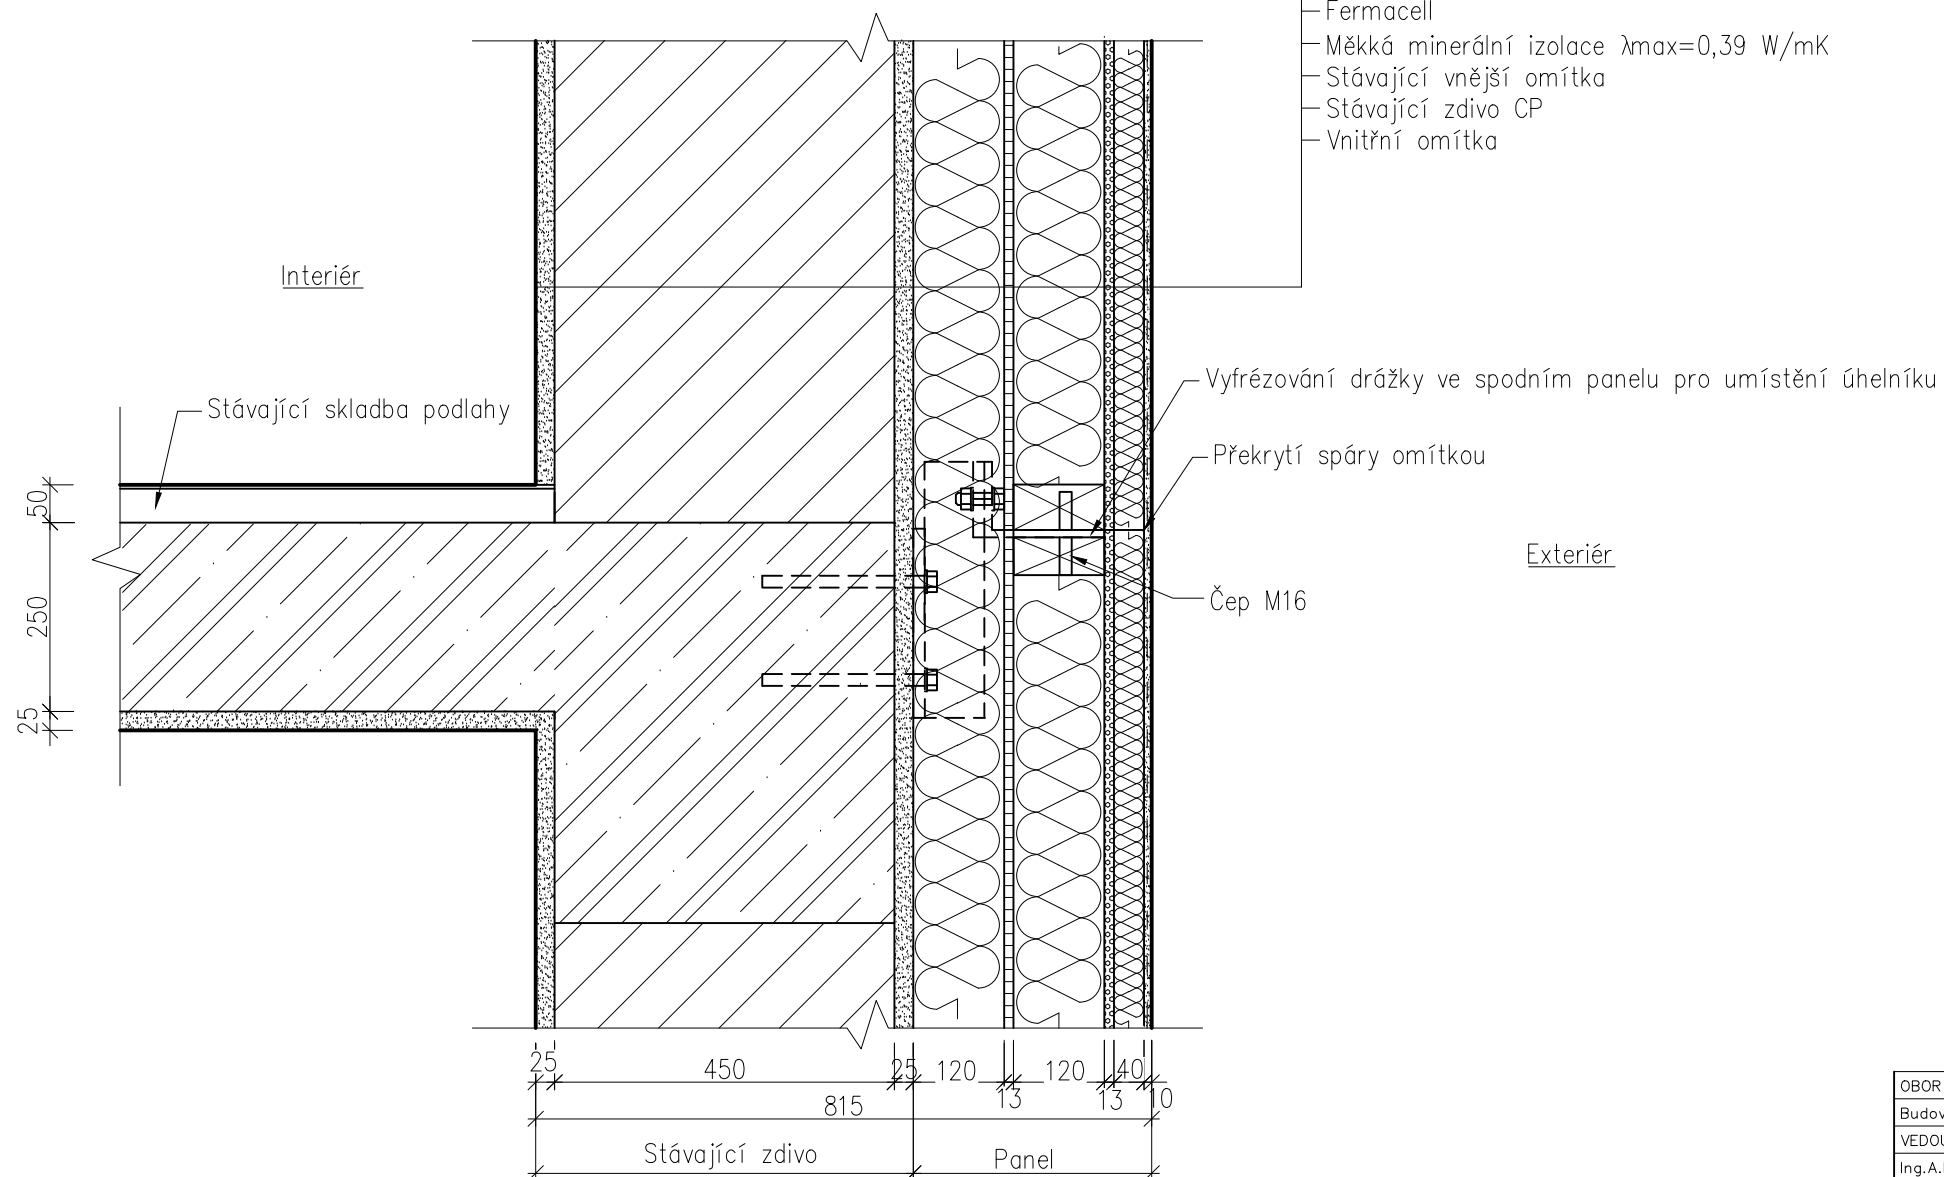 Fermacell
Měkká minerální izolace λmax=0,39 W/mK
Stávající vnější omítka
Stávající zdivo CP
Vnitřní omítka
Interiér
Vyfrézování drážky ve spodním panelu pro umístění úhelníku
Stávající skladba podlahy
Překrytí spáry omítkou
50
Exteriér
250
Čep M16
25
25
450
25
120
13
120
13
40
10
815
Stávající zdivo
Panel
OBOR
Budov
VEDOU
Ing.A.